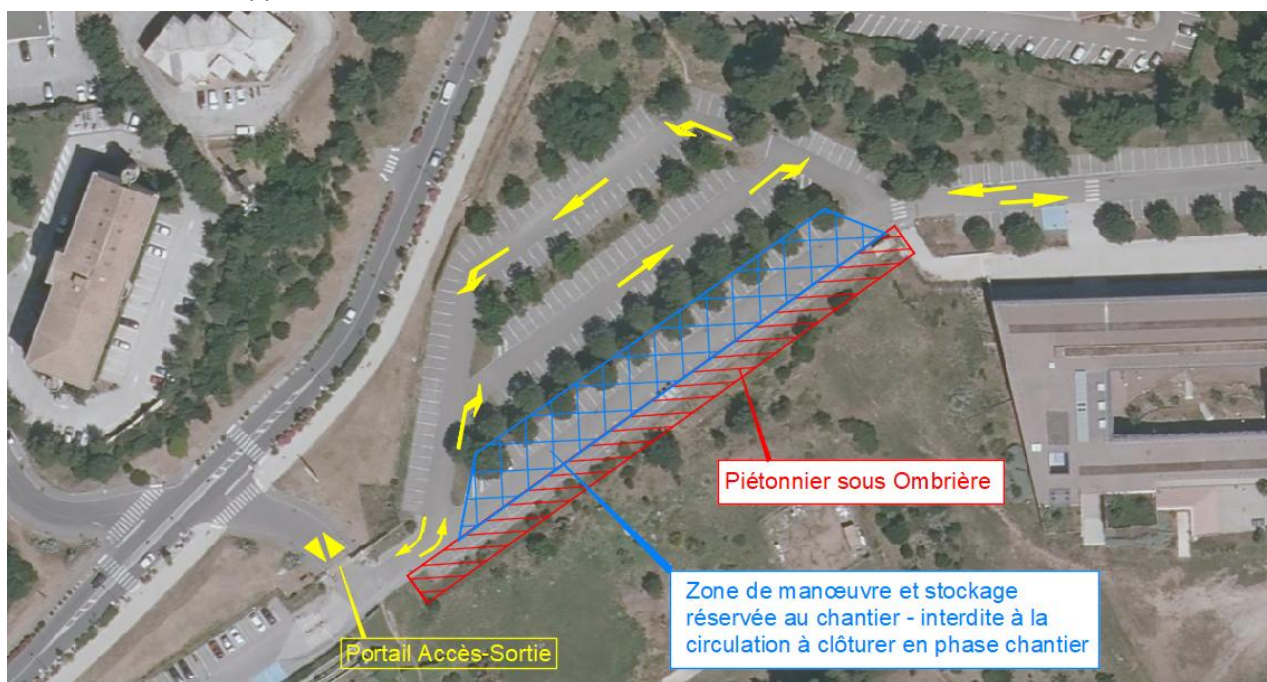 Piétonnier sous Ombrière
Zone de manœuvre et stockage
réservée au chantier - interdite à la
circulation à clôturer en phase chantier
Portail Accès-Sortie